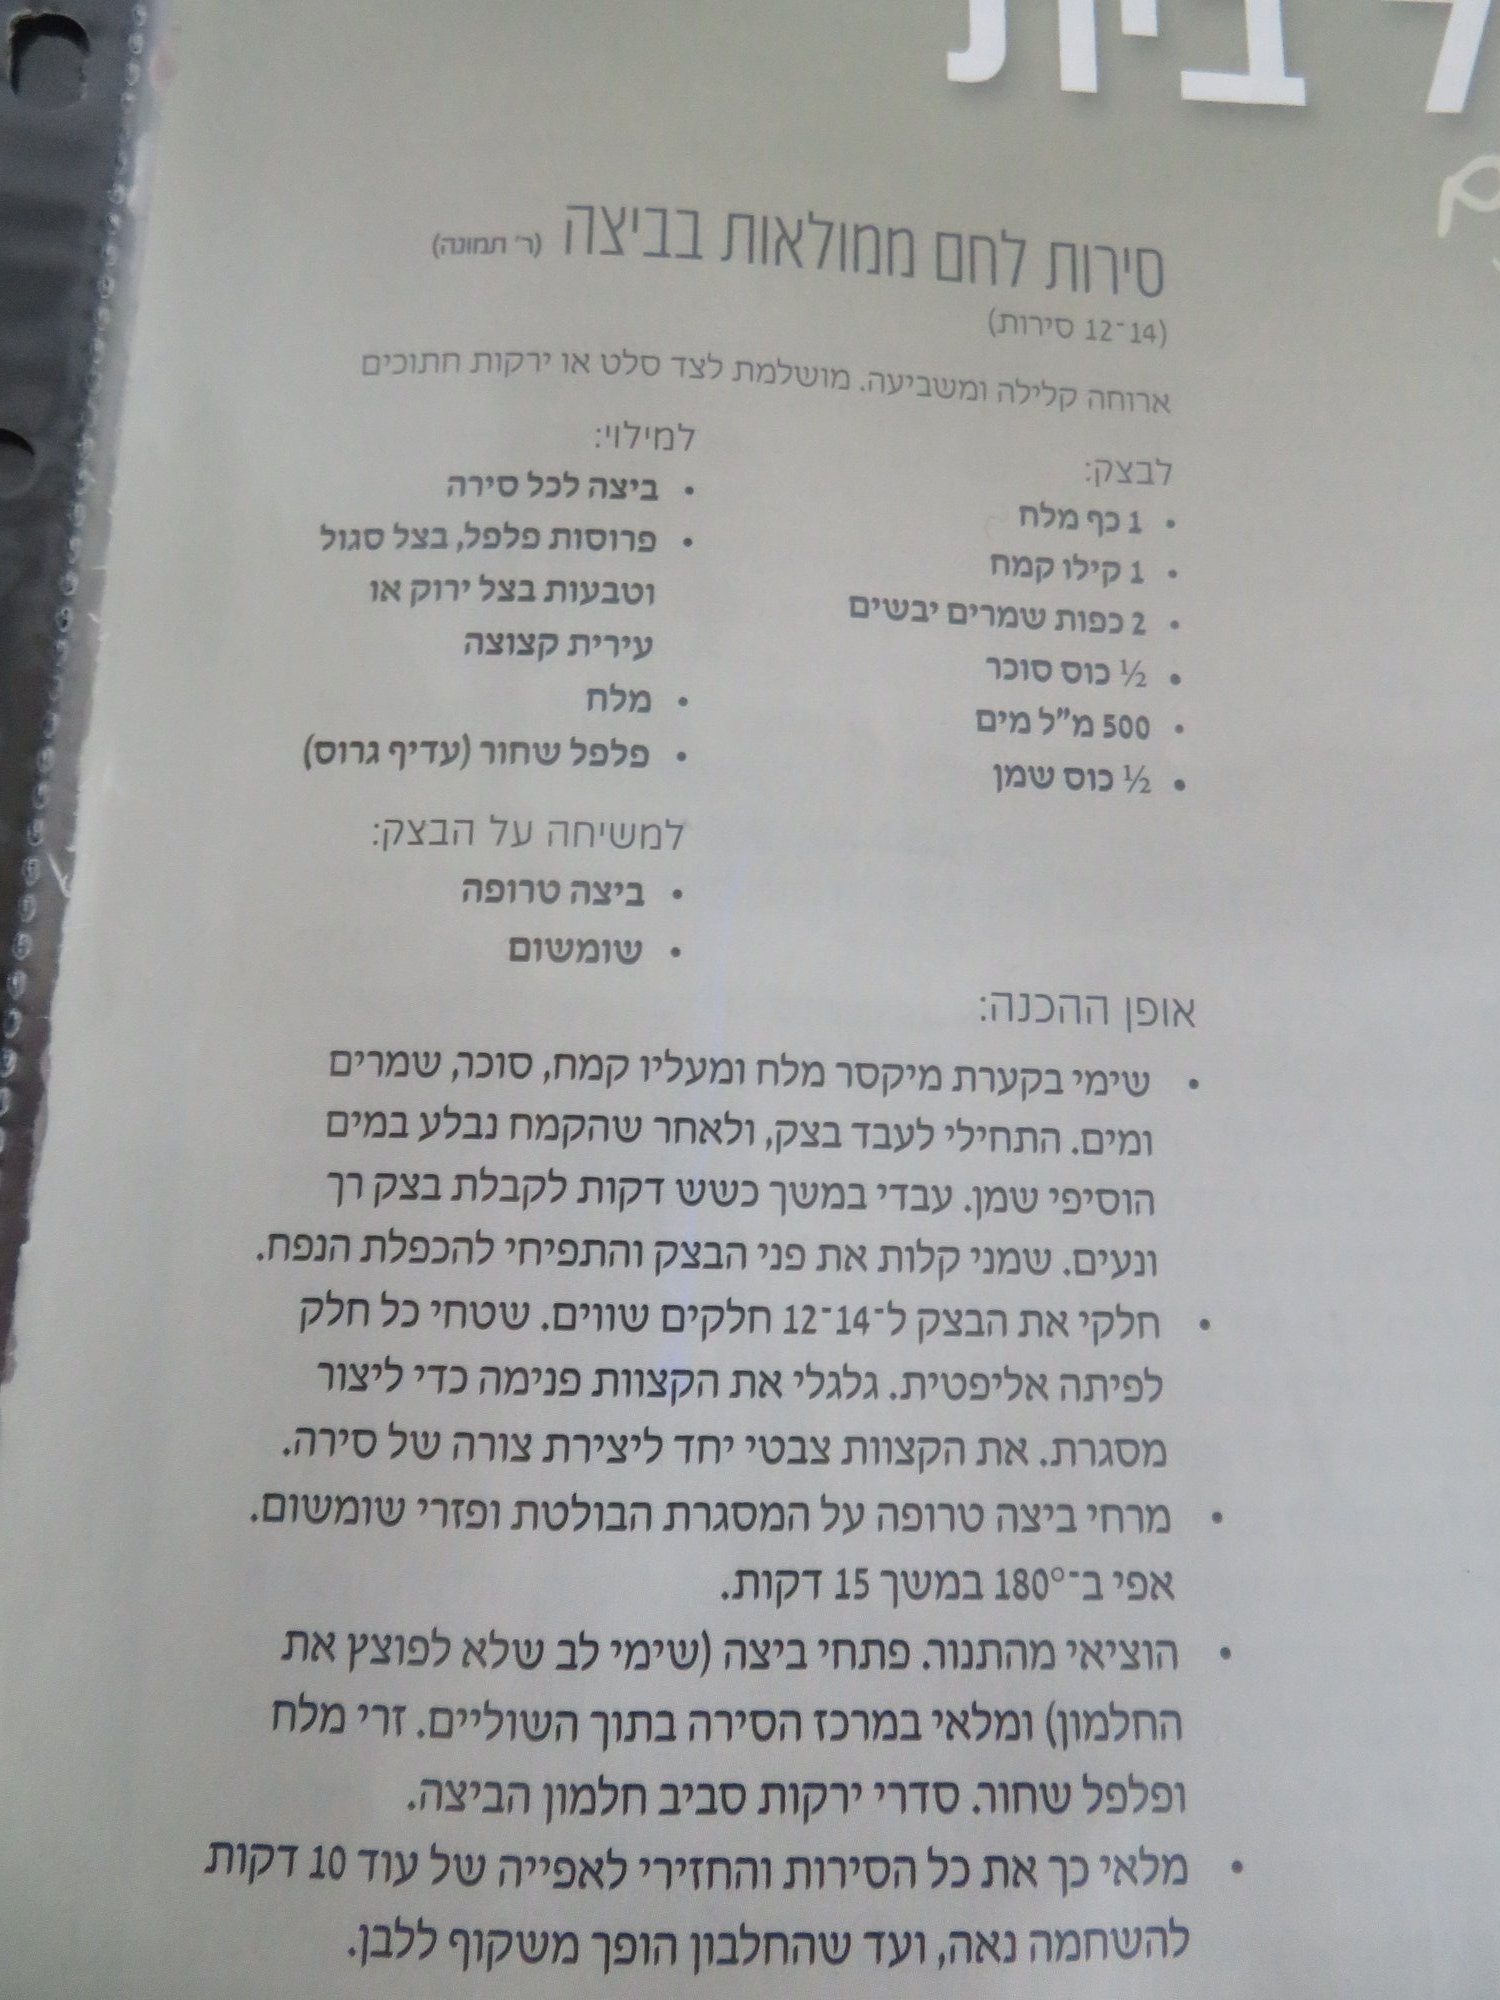 ל בית
סירות לחם ממולאות בביצה (ר' תמונה)
(12־14 סירות)
ארוחה קלילה ומשביעה. מושלמת לצד סלט או ירקות חתוכים
לבצק:
• 1 כף מלח
• 1 קילו קמח
• 2 כפות שמרים יבשים
• ½ כוס סוכר
• 500 מ"ל מים
• ½ כוס שמן
למילוי:
• ביצה לכל סירה
• פרוסות פלפל, בצל סגול
וטבעות בצל ירוק או
עירית קצוצה
• מלח
• פלפל שחור (עדיף גרוס)
למשיחה על הבצק:
• ביצה טרופה
• שומשום
אופן ההכנה:
• שימי בקערת מיקסר מלח ומעליו קמח, סוכר, שמרים
ומים. התחילי לעבד בצק, ולאחר שהקמח נבלע במים
הוסיפי שמן. עבדי במשך כשש דקות לקבלת בצק רך
ונעים. שמני קלות את פני הבצק והתפיחי להכפלת הנפח.
• חלקי את הבצק ל־12־14 חלקים שווים. שטחי כל חלק
לפיתה אליפטית. גלגלי את הקצוות פנימה כדי ליצור
מסגרת. את הקצוות צבטי יחד ליצירת צורה של סירה.
• מרחי ביצה טרופה על המסגרת הבולטת ופזרי שומשום.
אפי ב־180° במשך 15 דקות.
• הוציאי מהתנור. פתחי ביצה (שימי לב שלא לפוצץ את
החלמון) ומלאי במרכז הסירה בתוך השוליים. זרי מלח
ופלפל שחור. סדרי ירקות סביב חלמון הביצה.
• מלאי כך את כל הסירות והחזירי לאפייה של עוד 10 דקות
להשחמה נאה, ועד שהחלבון הופך משקוף ללבן.